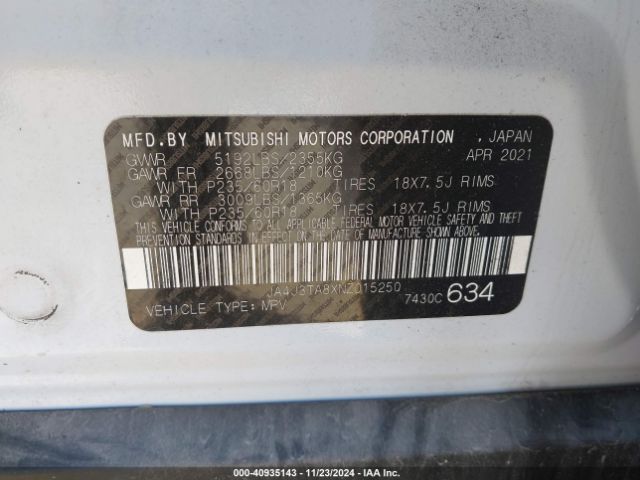 MFD.BY MITSUBISHI MOTORS CORPORATION , JAPAN
GVWR 5192LBS/2355KG APR 2021
GAWR FR 2668LBS/1210KG
WITH P235/60R18 TIRES 18X7.5J RIMS
GAWR RR 3009LBS/1365KG
WITH P235/60R18 TIRES 18X7.5J RIMS
THIS VEHICLE CONFORMS TO ALL APPLICABLE FEDERAL MOTOR VEHICLE SAFETY AND THEFT
PREVENTION STANDARDS IN EFFECT ON THE DATE OF MANUFACTURE SHOWN ABOVE.
JA4J3TA8XNZ015250
VEHICLE TYPE:MPV 7430C 634
000-40935143 - 11/23/2024 - IAA Inc.